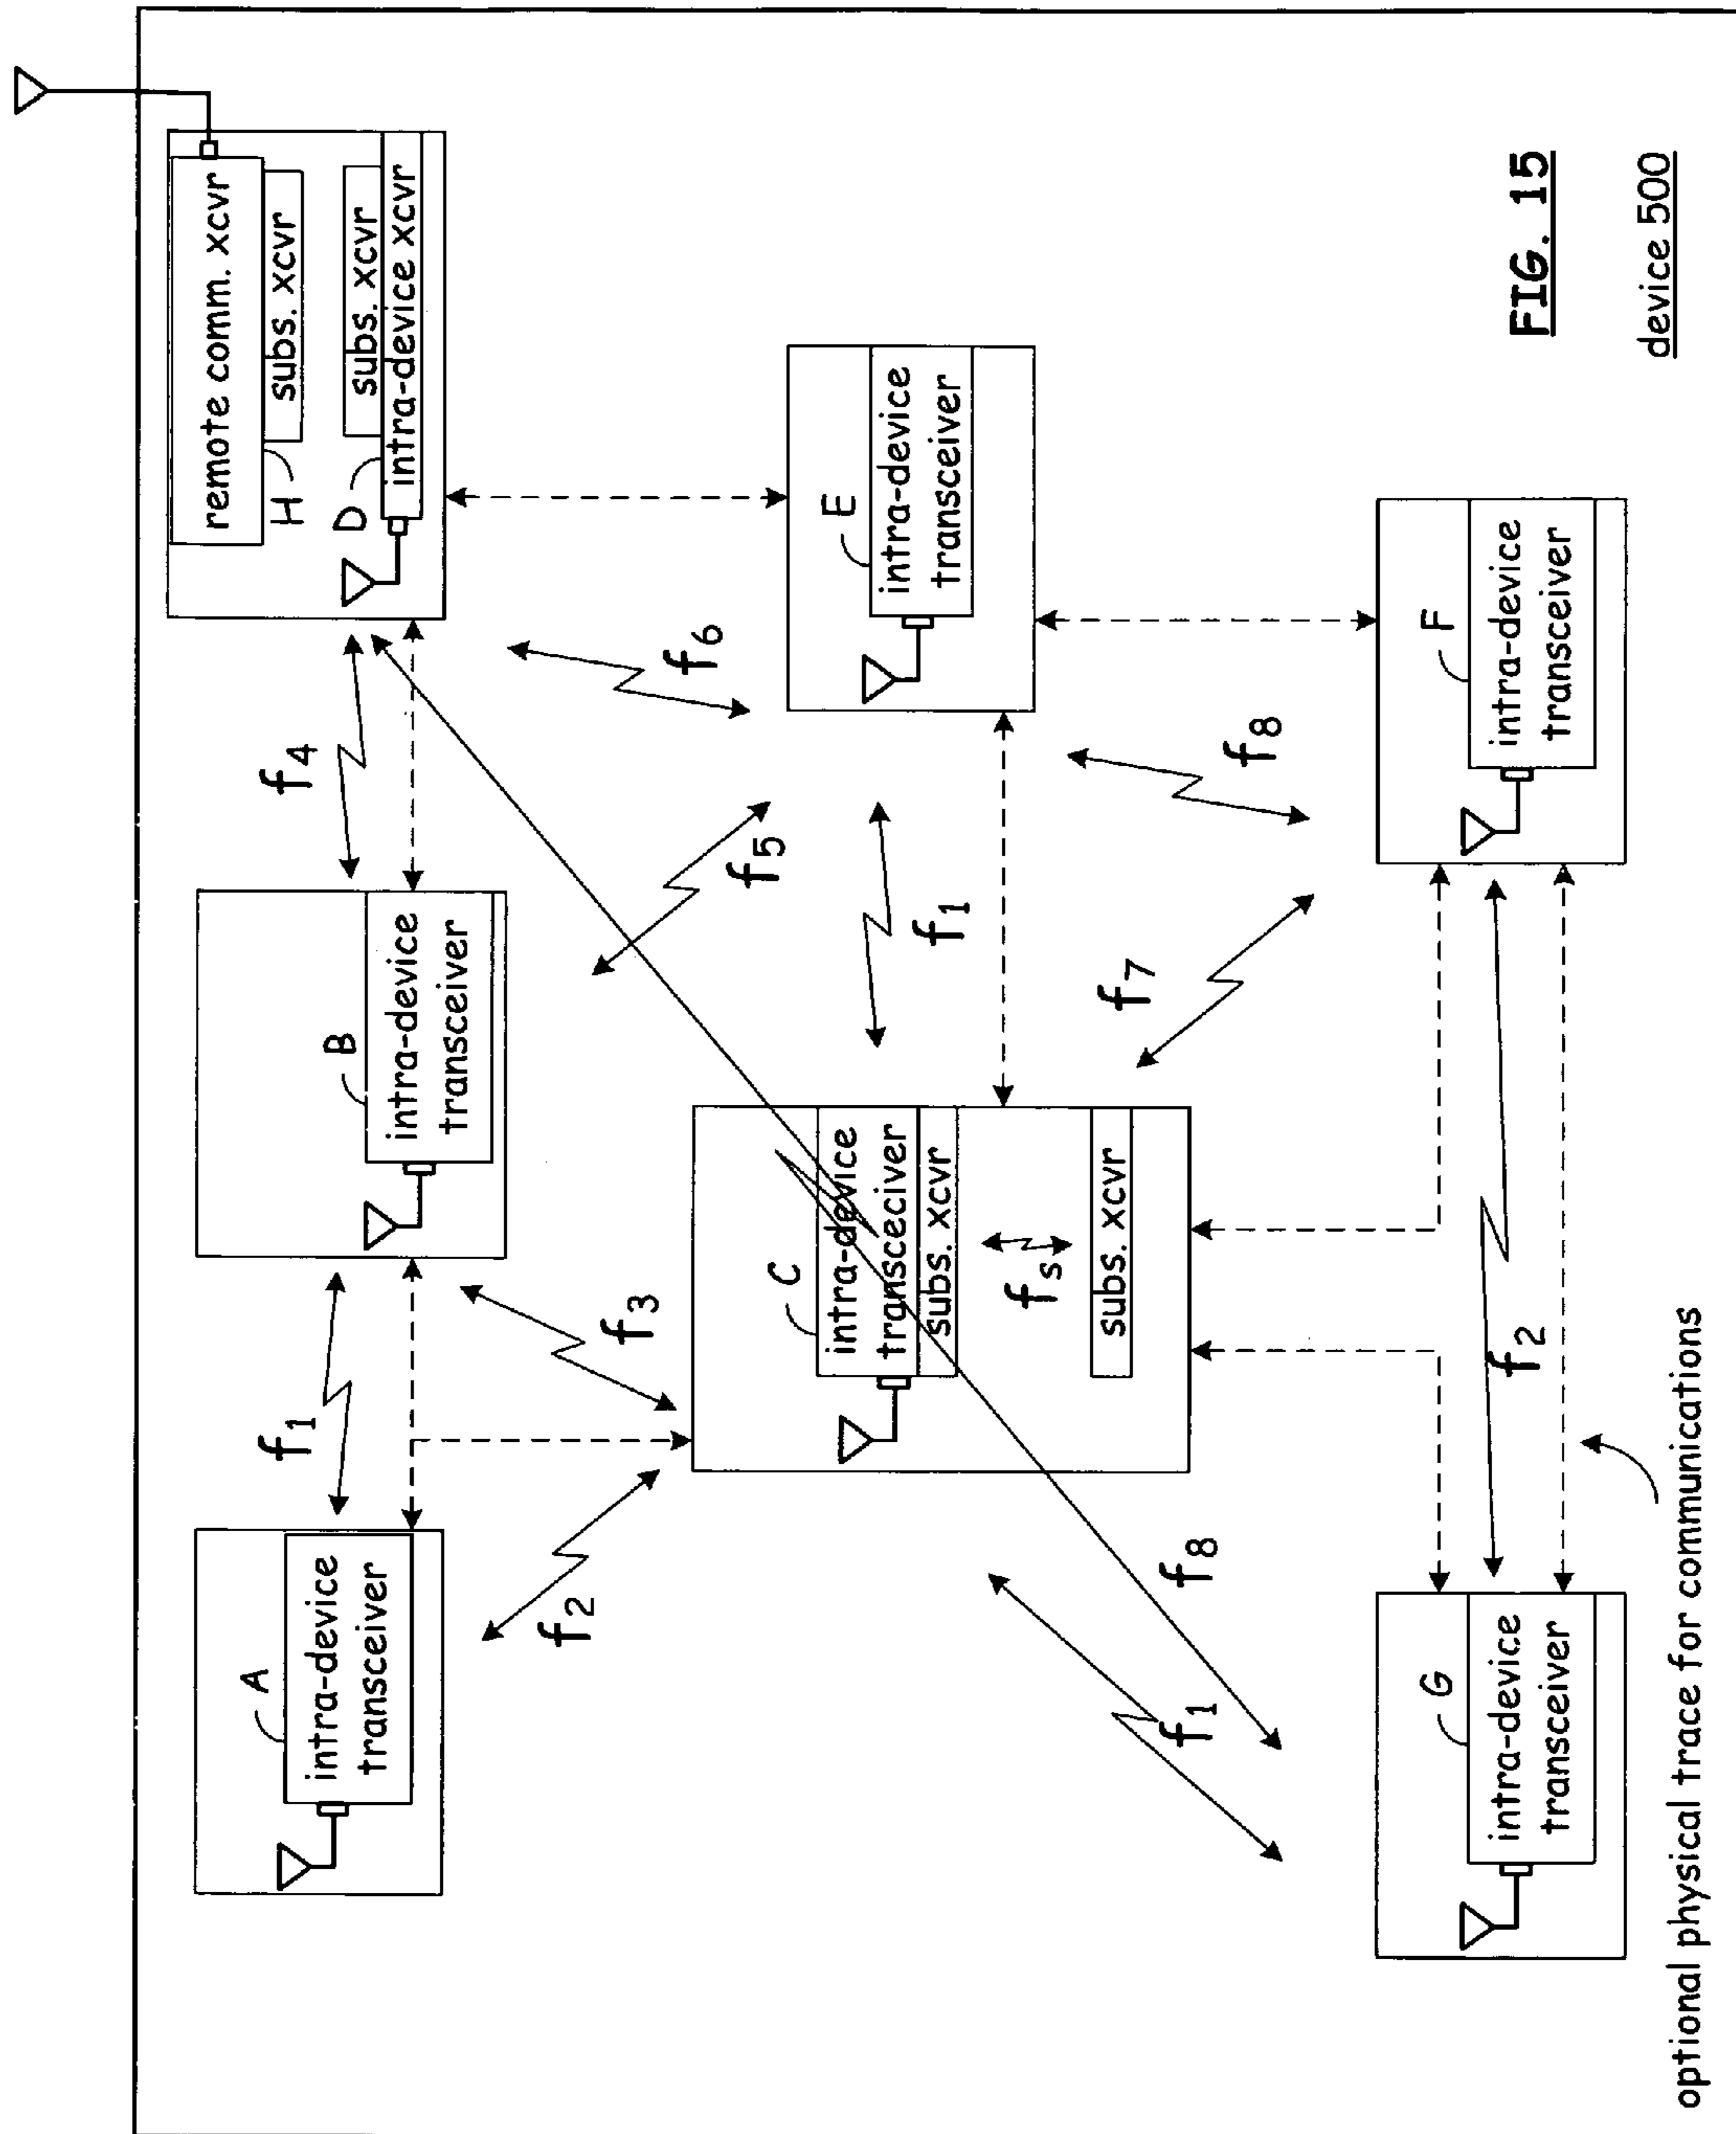 A
intra-device
transceiver
f1
B
intra-device
transceiver
f4
remote comm. xcvr
subs. xcvr
H
D
subs. xcvr
intra-device xcvr
f2
f3
f5
f6
C
intra-device
transceciver
subs. xcvr
fs
subs. xcvr
f1
E
intra-device
transceiver
f1
f8
f7
f8
G
intra-device
transceiver
f2
F
intra-device
transceiver
optional physical trace for communications
FIG. 15
device 500